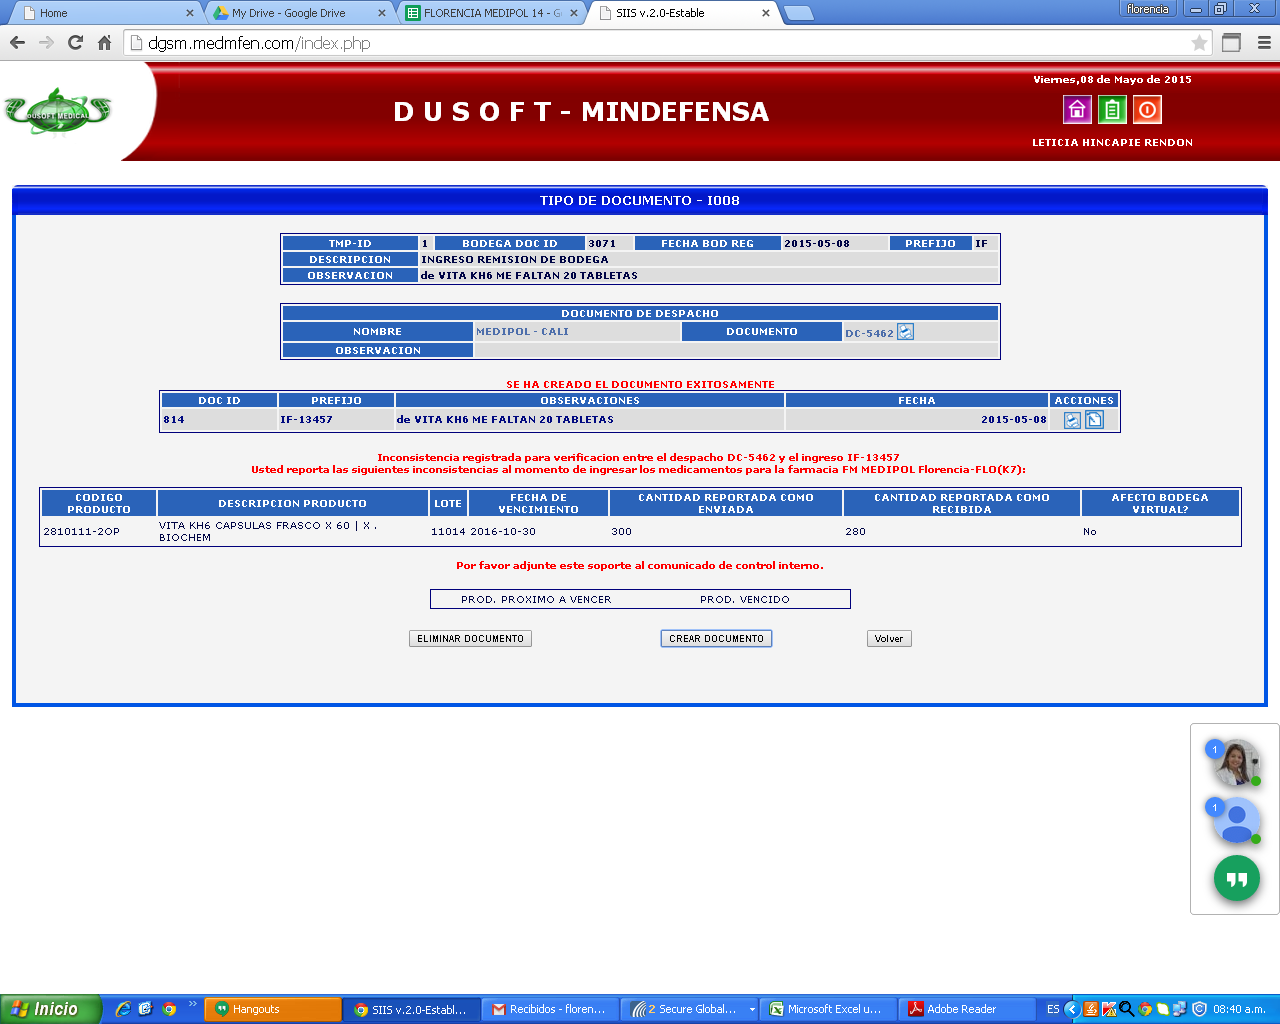 Home
My Drive - Google Drive
FLORENCIA MEDIPOL 14 - G
SIIS v.2.0-Estable
florencia
dgsm.medmfen.com/index.php
DUSOFT MEDICAL
D U S O F T - MINDEFENSA
Viernes,08 de Mayo de 2015
LETICIA HINCAPIE RENDON
TIPO DE DOCUMENTO - I008
TMP-ID 1 BODEGA DOC ID 3071 FECHA BOD REG 2015-05-08 PREFIJO IF
DESCRIPCION INGRESO REMISION DE BODEGA
OBSERVACION de VITA KH6 ME FALTAN 20 TABLETAS
DOCUMENTO DE DESPACHO
NOMBRE MEDIPOL - CALI DOCUMENTO DC-5462
OBSERVACION
SE HA CREADO EL DOCUMENTO EXITOSAMENTE
DOC ID PREFIJO OBSERVACIONES FECHA ACCIONES
814 IF-13457 de VITA KH6 ME FALTAN 20 TABLETAS 2015-05-08
Inconsistencia registrada para verificacion entre el despacho DC-5462 y el ingreso IF-13457
Usted reporta las siguientes inconsistencias al momento de ingresar los medicamentos para la farmacia FM MEDIPOL Florencia-FLO(K7):
CODIGO PRODUCTO DESCRIPCION PRODUCTO LOTE FECHA DE VENCIMIENTO CANTIDAD REPORTADA COMO ENVIADA CANTIDAD REPORTADA COMO RECIBIDA AFECTO BODEGA VIRTUAL?
2810111-2OP VITA KH6 CAPSULAS FRASCO X 60 | X . BIOCHEM 11014 2016-10-30 300 280 No
Por favor adjunte este soporte al comunicado de control interno.
PROD. PROXIMO A VENCER PROD. VENCIDO
ELIMINAR DOCUMENTO CREAR DOCUMENTO Volver
1
1
Inicio
»
Hangouts
SIIS v.2.0-Establ...
Recibidos - floren...
2 Secure Global...
Microsoft Excel u...
Adobe Reader
ES
08:40 a.m.